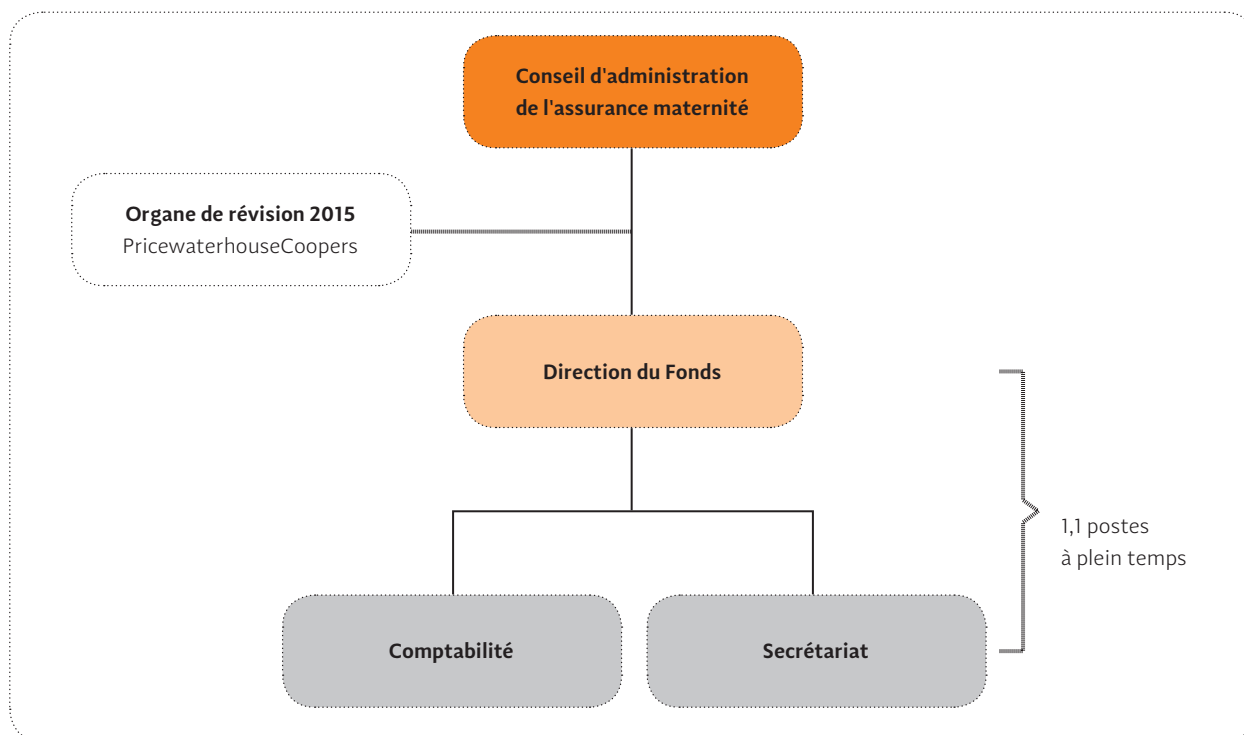 Conseil d'administration
de l'assurance maternité
Organe de révision 2015
PricewaterhouseCoopers
Direction du Fonds
1,1 postes
à plein temps
Comptabilité
Secrétariat